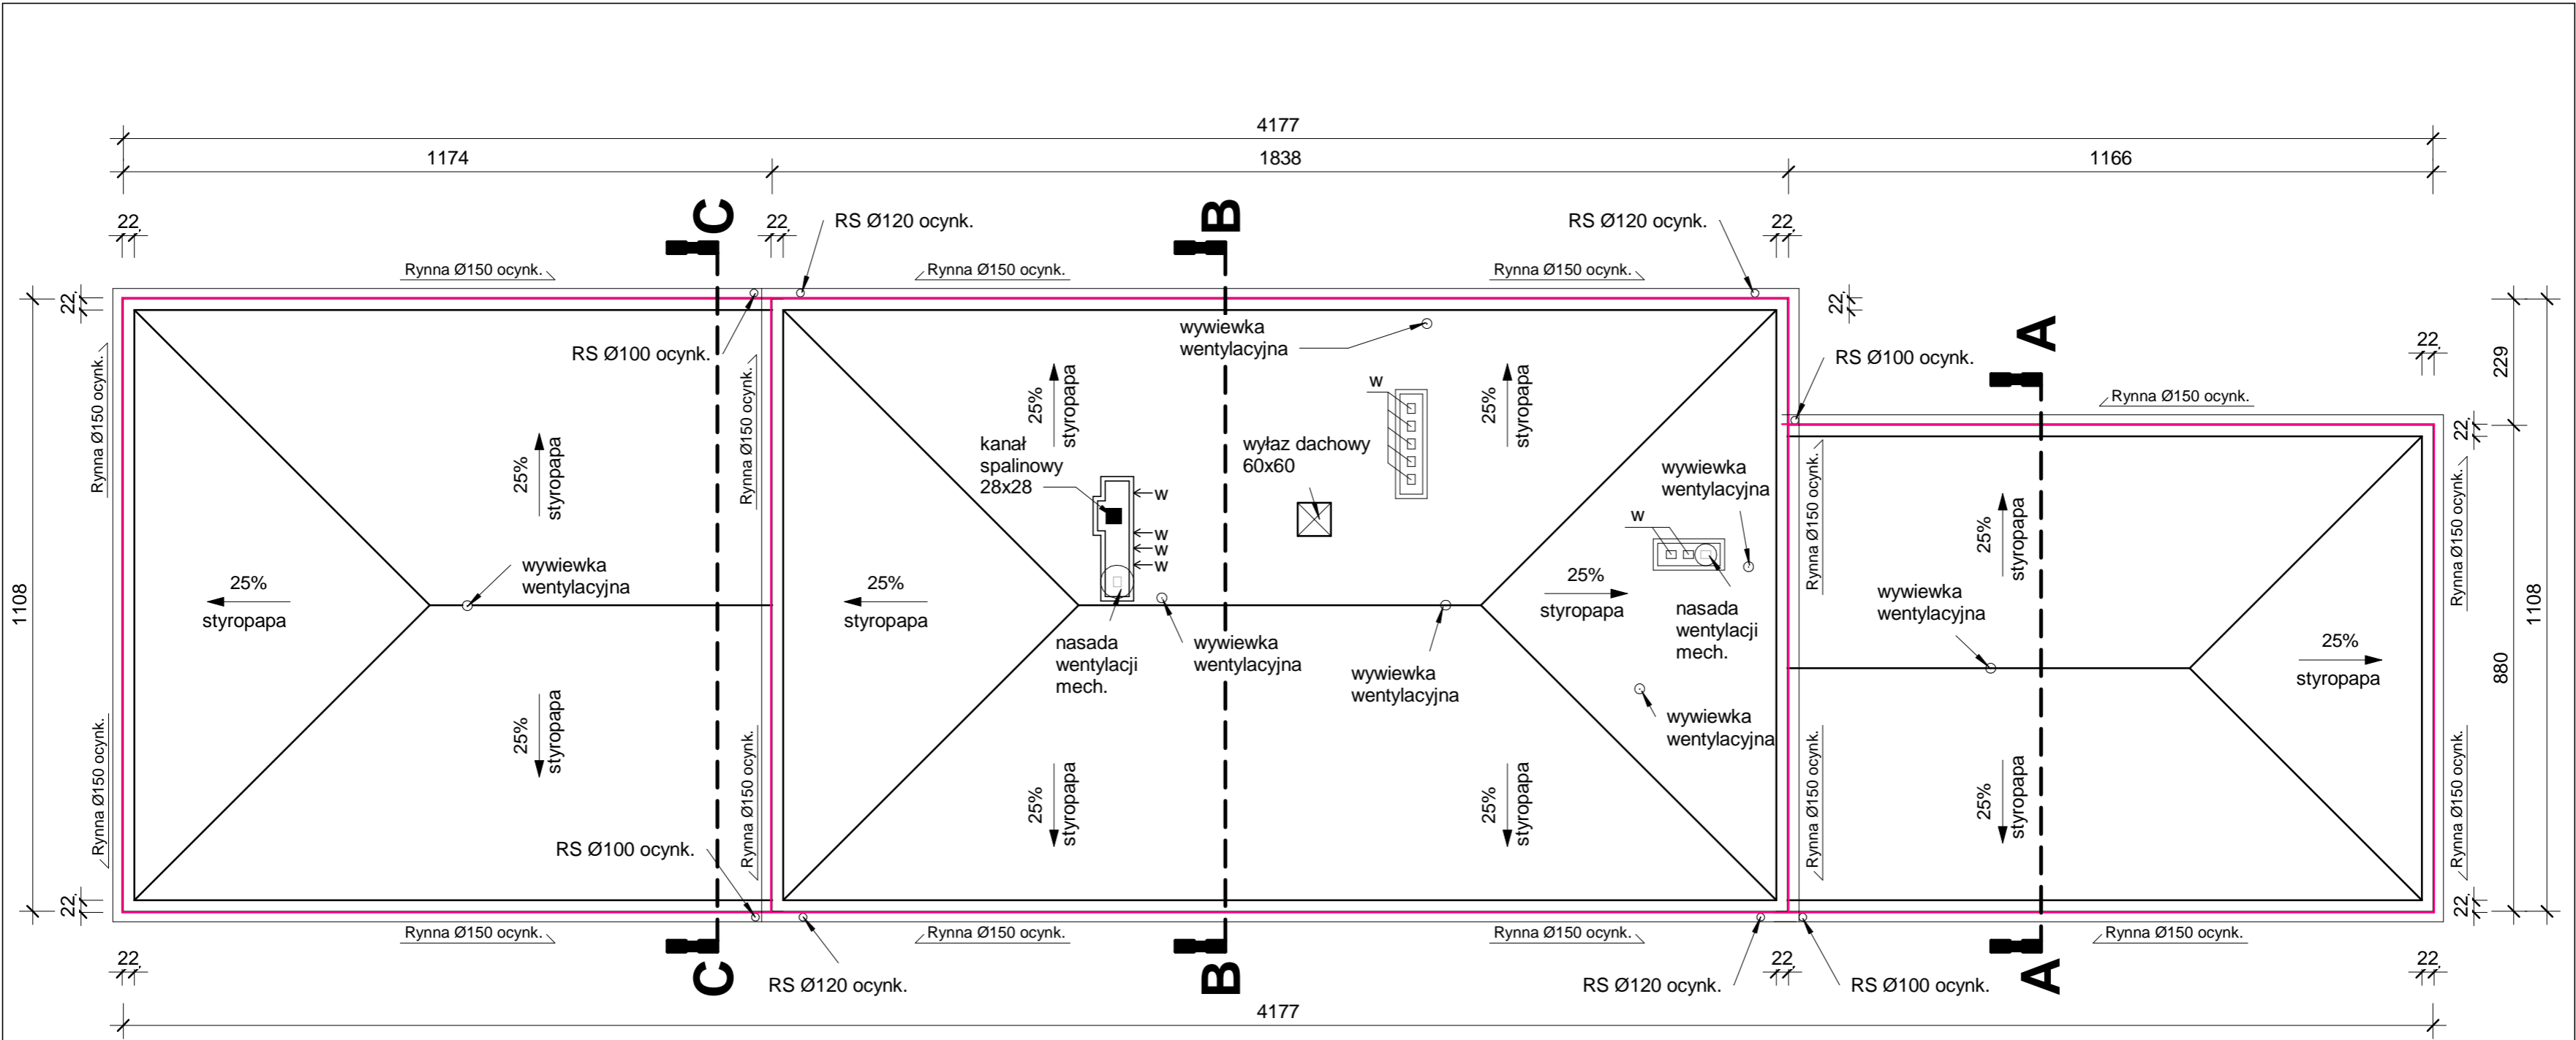 4177
1174
1838
1166
C
B
22
22
RS Ø120 ocynk.
RS Ø120 ocynk.
22
Rynna Ø150 ocynk.
Rynna Ø150 ocynk.
Rynna Ø150 ocynk.
22
22
A
22
229
wywiewka
wentylacyjna
RS Ø100 ocynk.
RS Ø100 ocynk.
Rynna Ø150 ocynk.
Rynna Ø150 ocynk.
Rynna Ø150 ocynk.
25%
styropapa
25%
styropapa
25%
styropapa
W
kanał
spalinowy
28x28
wyłaz dachowy
60x60
wywiewka
wentylacyjna
W
W
W
W
W
Rynna Ø150 ocynk.
22
Rynna Ø150 ocynk.
25%
styropapa
wywiewka
wentylacyjna
25%
styropapa
25%
styropapa
25%
styropapa
nasada
wentylacji
mech.
wywiewka
wentylacyjna
wywiewka
wentylacyjna
nasada
wentylacji
mech.
wywiewka
wentylacyjna
25%
styropapa
1108
1108
880
wywiewka
wentylacyjna
25%
styropapa
25%
styropapa
25%
styropapa
25%
styropapa
Rynna Ø150 ocynk.
Rynna Ø150 ocynk.
Rynna Ø150 ocynk.
Rynna Ø150 ocynk.
RS Ø100 ocynk.
22
22
Rynna Ø150 ocynk.
Rynna Ø150 ocynk.
Rynna Ø150 ocynk.
Rynna Ø150 ocynk.
22
C
RS Ø120 ocynk.
B
RS Ø120 ocynk.
22
RS Ø100 ocynk.
A
22
4177